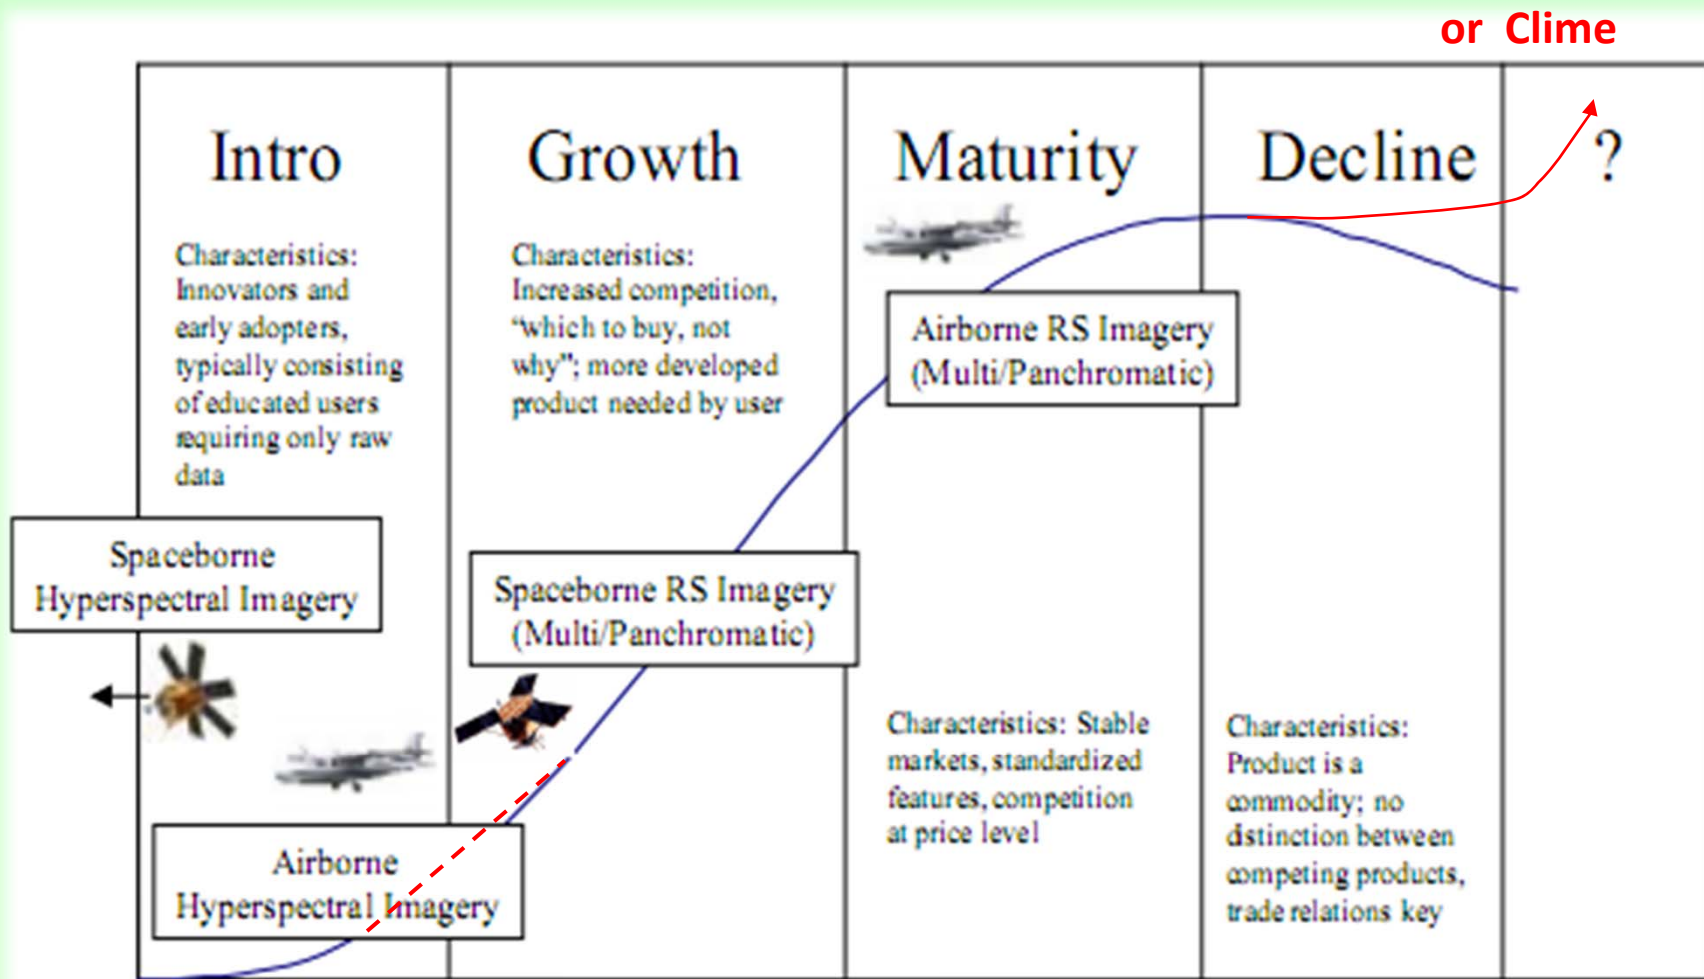 or Clime
Intro
Characteristics:
Innovators and
early adopters,
typically consisting
of educated users
requiring only raw
data
Spaceborne
Hyperspectral Imagery
Airborne
Hyperspectral Imagery
Growth
Characteristics:
Increased competition,
“which to buy, not
why”; more developed
product needed by user
Spaceborne RS Imagery
(Multi/Panchromatic)
Maturity
Airborne RS Imagery
(Multi/Panchromatic)
Characteristics: Stable
markets, standardized
features, competition
at price level
Decline
Characteristics:
Product is a
commodity; no
distinction between
competing products,
trade relations key
?